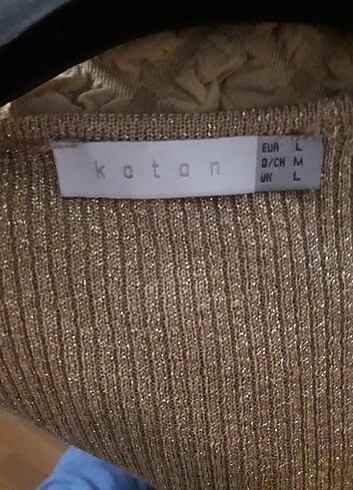 koton
EUR L
D/CH M
UK L